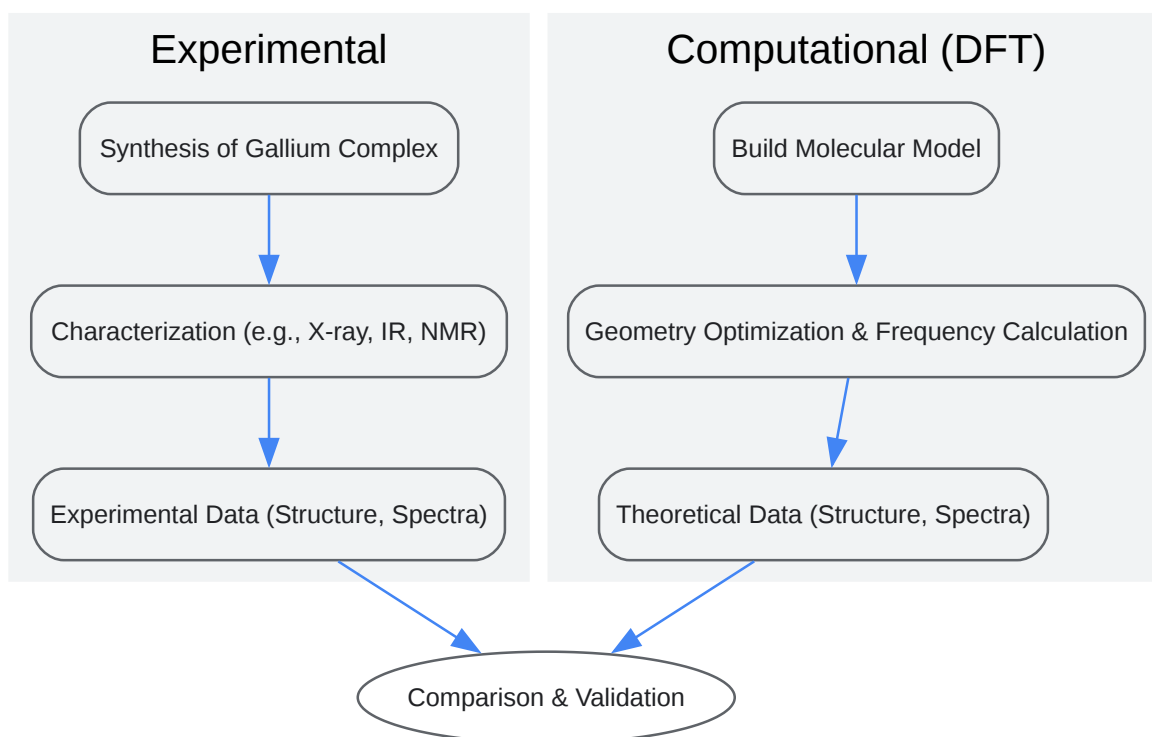 Experimental
Synthesis of Gallium Complex
Characterization (e.g., X-ray, IR, NMR)
Experimental Data (Structure, Spectra)
Computational (DFT)
Build Molecular Model
Geometry Optimization & Frequency Calculation
Theoretical Data (Structure, Spectra)
Comparison & Validation